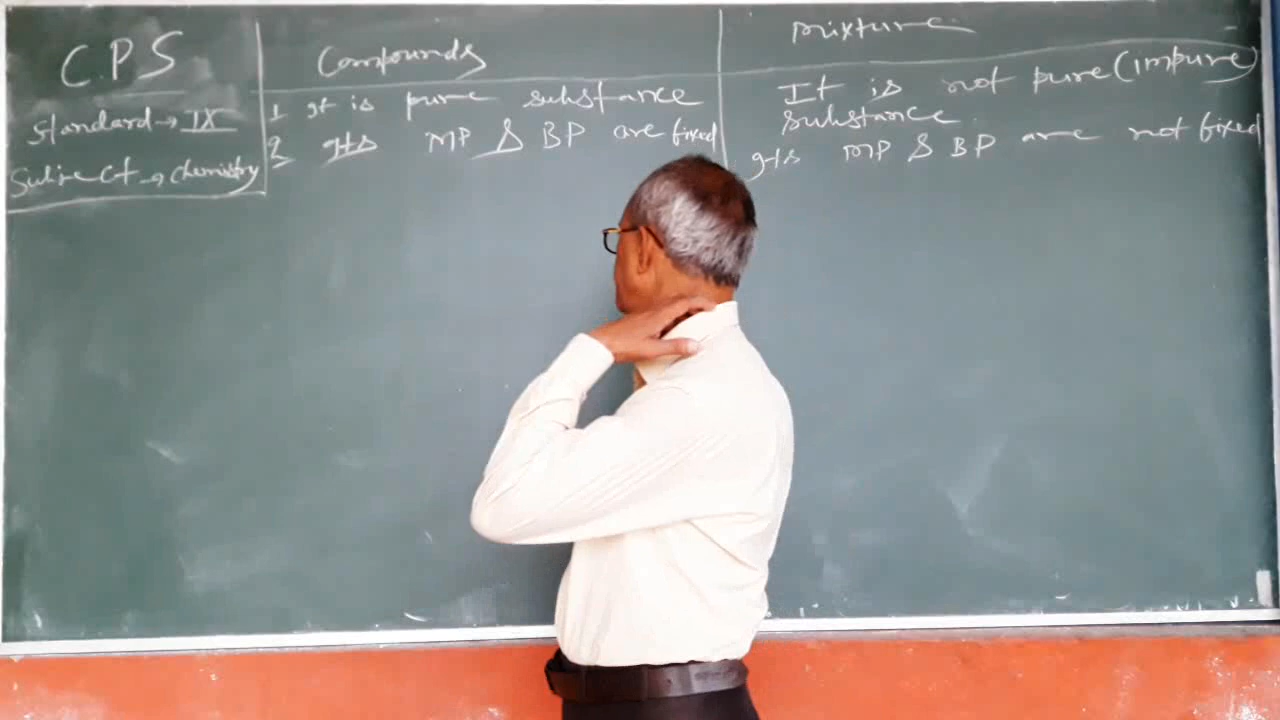 C.P.S
Standard → IX
Subject → chemistry
Compounds
1 It is pure substance
2 Its MP & BP are fixed
Mixture
It is not pure (impure)
substance
Its MP & BP are not fixed